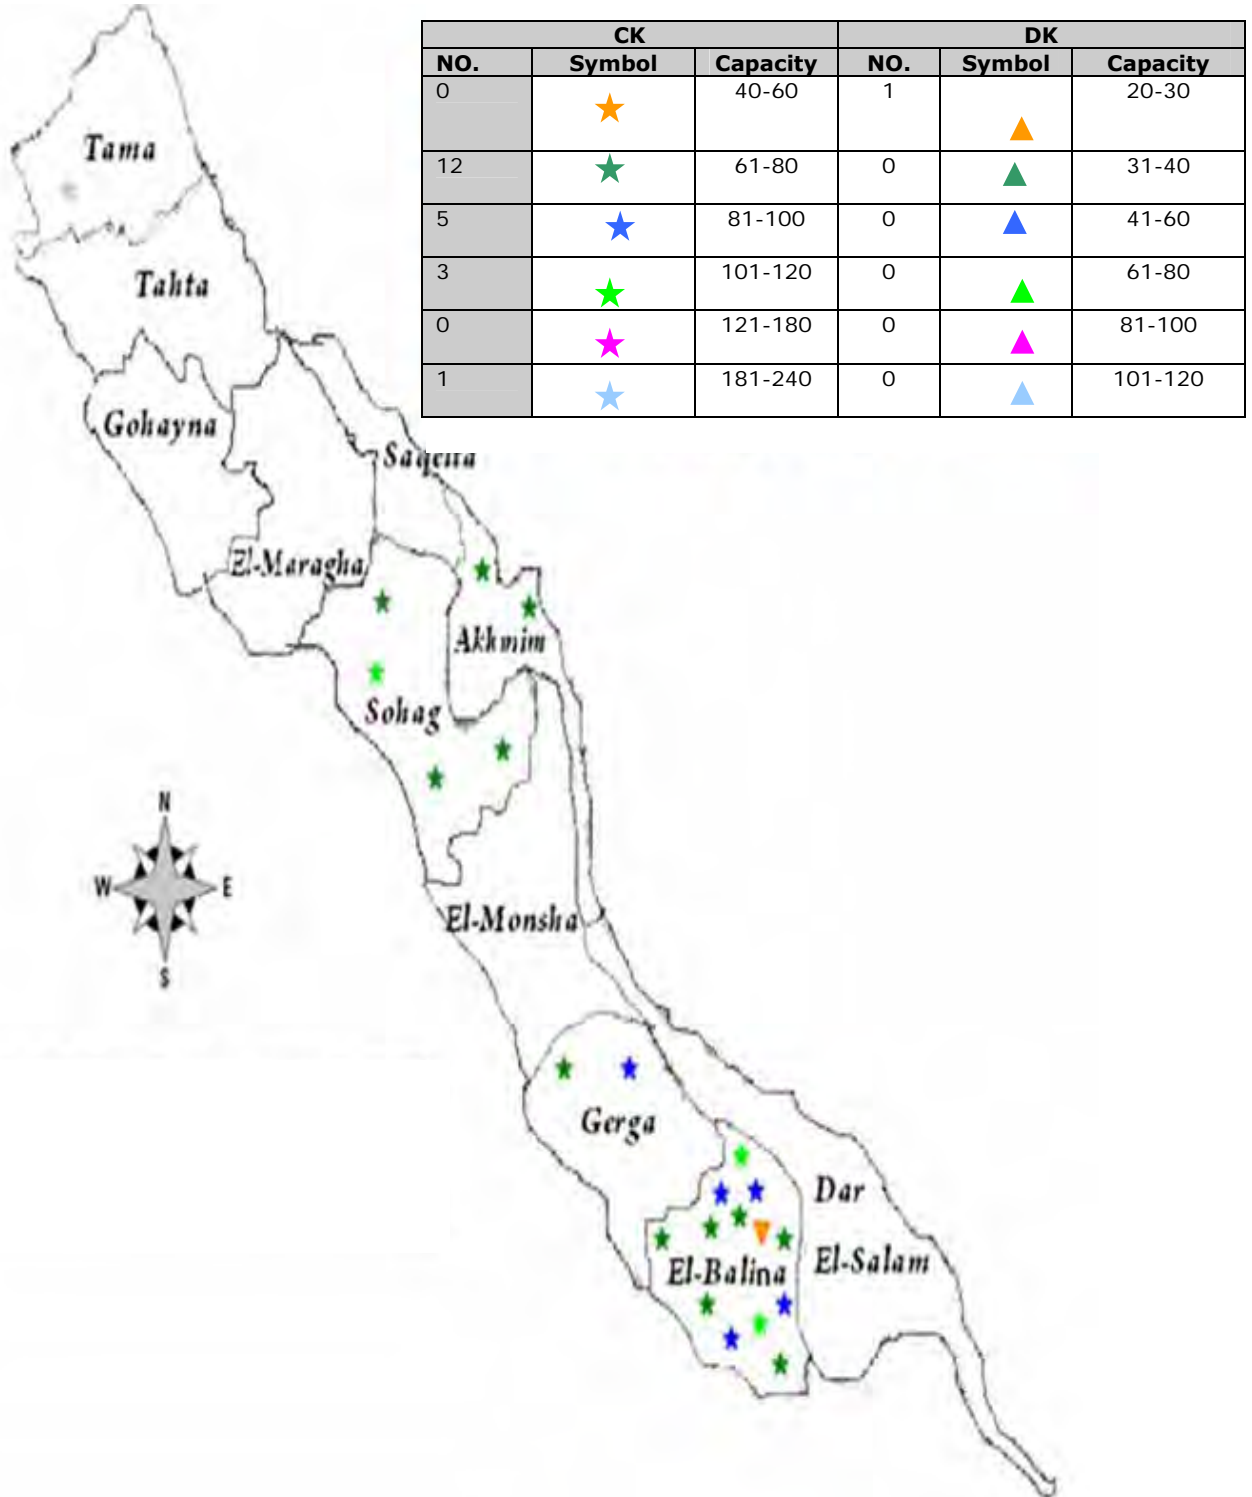 CK DK
NO. Symbol Capacity NO. Symbol Capacity
0 40-60 1 20-30
12 61-80 0 31-40
5 81-100 0 41-60
3 101-120 0 61-80
0 121-180 0 81-100
1 181-240 0 101-120
Tama
Tahta
Gohayna
Saqelta
El-Maragha
Akhmim
Sohag
N
W E
S
El-Monsha
Gerga
Dar
El-Salam
El-Balina